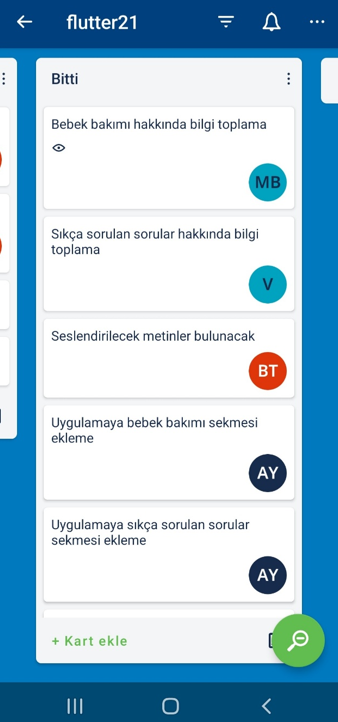 flutter21
Bitti
Bebek bakımı hakkında bilgi toplama
MB
Sıkça sorulan sorular hakkında bilgi
toplama
V
Seslendirilecek metinler bulunacak
BT
Uygulamaya bebek bakımı sekmesi
ekleme
AY
Uygulamaya sıkça sorulan sorular
sekmesi ekleme
AY
+ Kart ekle